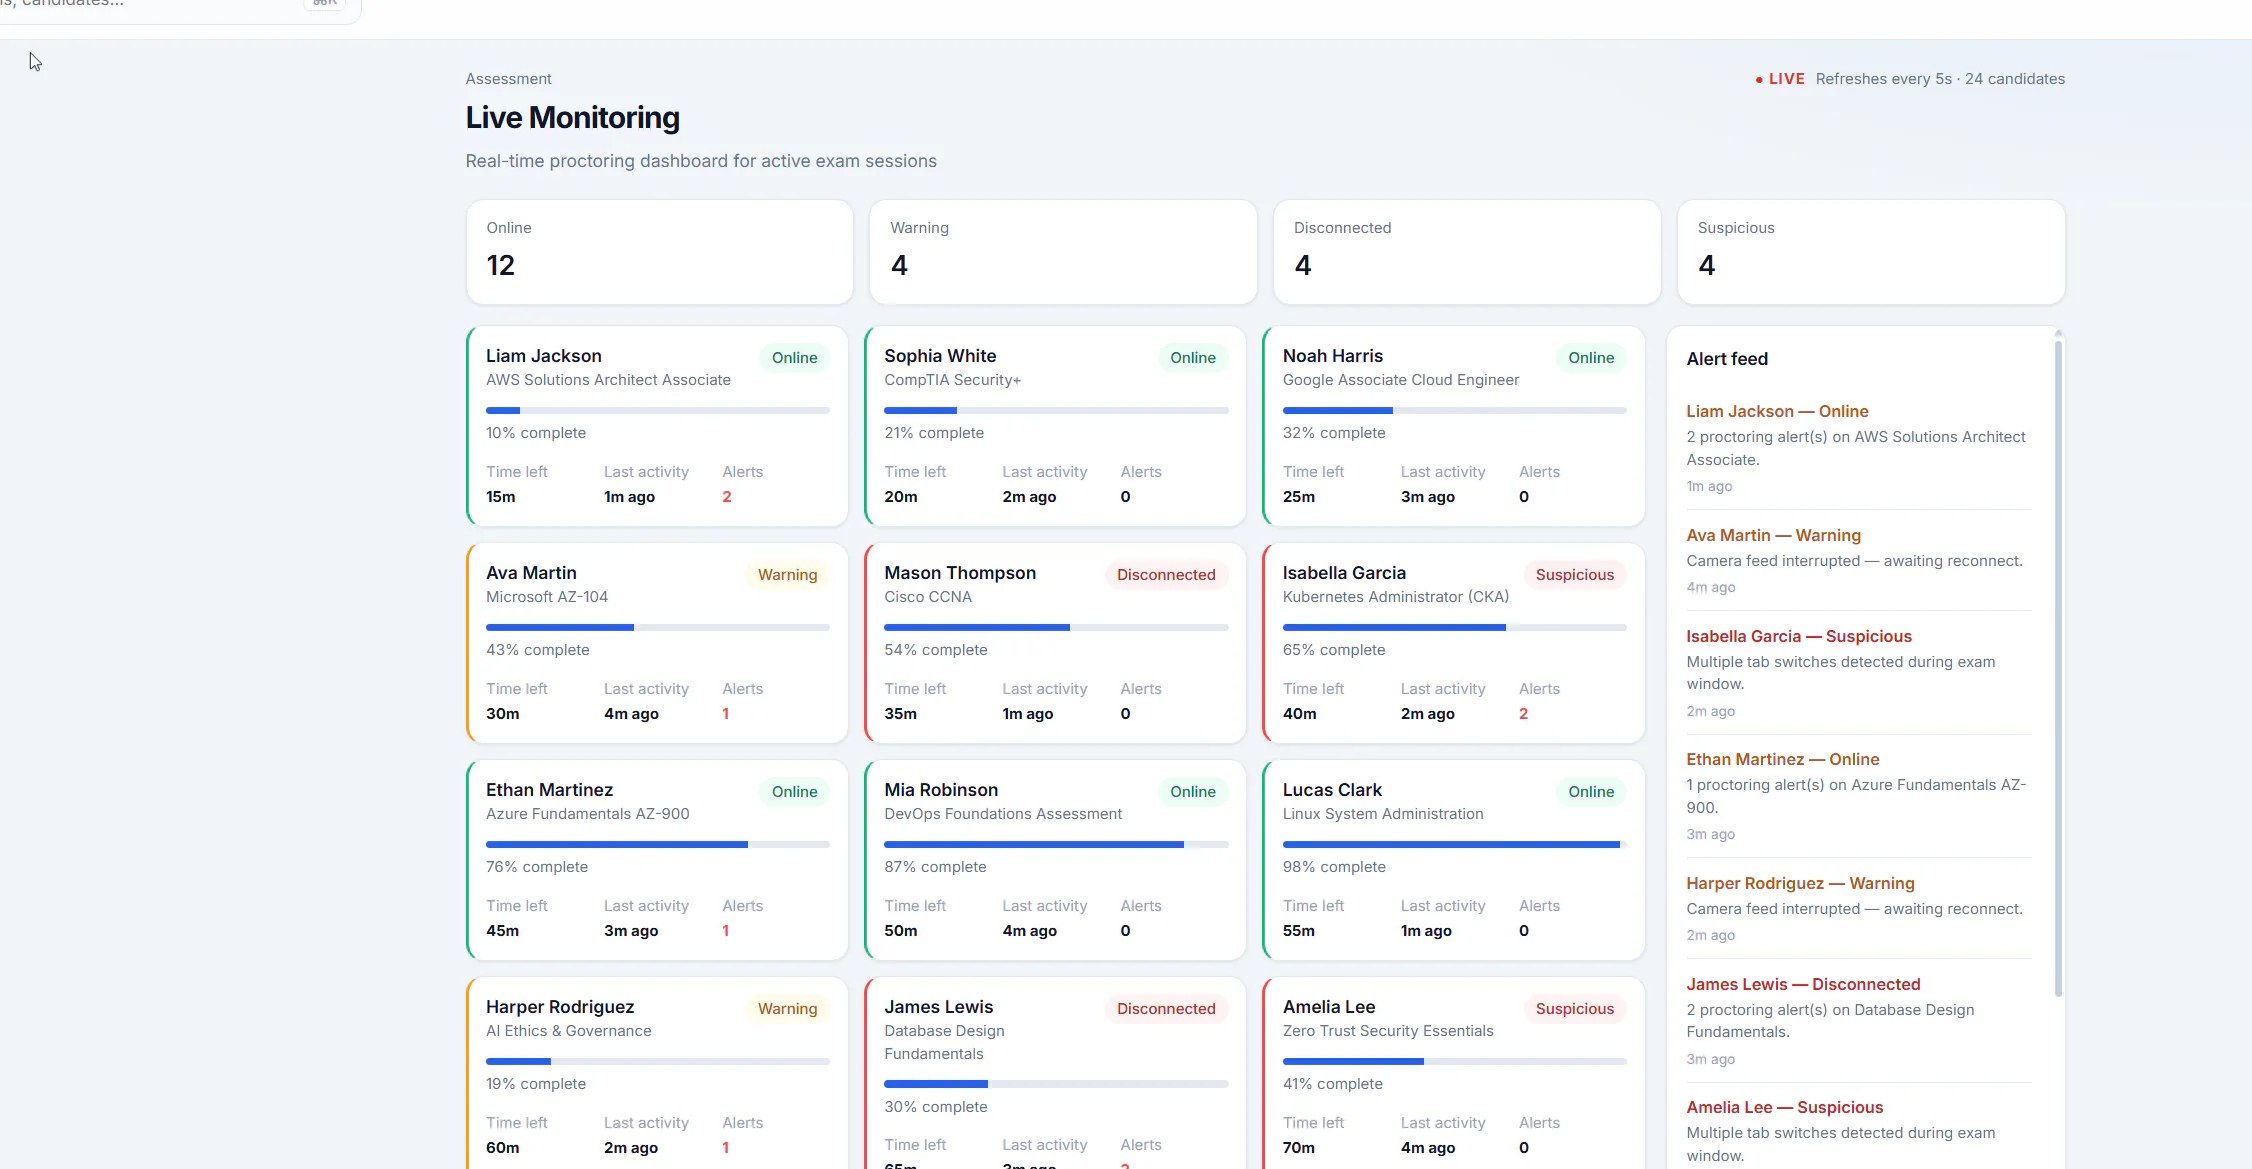 candidates...
Assessment
● LIVE Refreshes every 5s · 24 candidates
Live Monitoring
Real-time proctoring dashboard for active exam sessions
Online
12
Warning
4
Disconnected
4
Suspicious
4
Liam Jackson
Online
AWS Solutions Architect Associate
10% complete
Time left Last activity Alerts
15m 1m ago 2
Sophia White
Online
CompTIA Security+
21% complete
Time left Last activity Alerts
20m 2m ago 0
Noah Harris
Online
Google Associate Cloud Engineer
32% complete
Time left Last activity Alerts
25m 3m ago 0
Ava Martin
Warning
Microsoft AZ-104
43% complete
Time left Last activity Alerts
30m 4m ago 1
Mason Thompson
Disconnected
Cisco CCNA
54% complete
Time left Last activity Alerts
35m 1m ago 0
Isabella Garcia
Suspicious
Kubernetes Administrator (CKA)
65% complete
Time left Last activity Alerts
40m 2m ago 2
Ethan Martinez
Online
Azure Fundamentals AZ-900
76% complete
Time left Last activity Alerts
45m 3m ago 1
Mia Robinson
Online
DevOps Foundations Assessment
87% complete
Time left Last activity Alerts
50m 4m ago 0
Lucas Clark
Online
Linux System Administration
98% complete
Time left Last activity Alerts
55m 1m ago 0
Harper Rodriguez
Warning
AI Ethics & Governance
19% complete
Time left Last activity Alerts
60m 2m ago 1
James Lewis
Disconnected
Database Design
Fundamentals
30% complete
Time left Last activity Alerts
65m 3m ago 2
Amelia Lee
Suspicious
Zero Trust Security Essentials
41% complete
Time left Last activity Alerts
70m 4m ago 0
Alert feed
Liam Jackson — Online
2 proctoring alert(s) on AWS Solutions Architect
Associate.
1m ago
Ava Martin — Warning
Camera feed interrupted — awaiting reconnect.
4m ago
Isabella Garcia — Suspicious
Multiple tab switches detected during exam
window.
2m ago
Ethan Martinez — Online
1 proctoring alert(s) on Azure Fundamentals AZ-
900.
3m ago
Harper Rodriguez — Warning
Camera feed interrupted — awaiting reconnect.
2m ago
James Lewis — Disconnected
2 proctoring alert(s) on Database Design
Fundamentals.
3m ago
Amelia Lee — Suspicious
Multiple tab switches detected during exam
window.